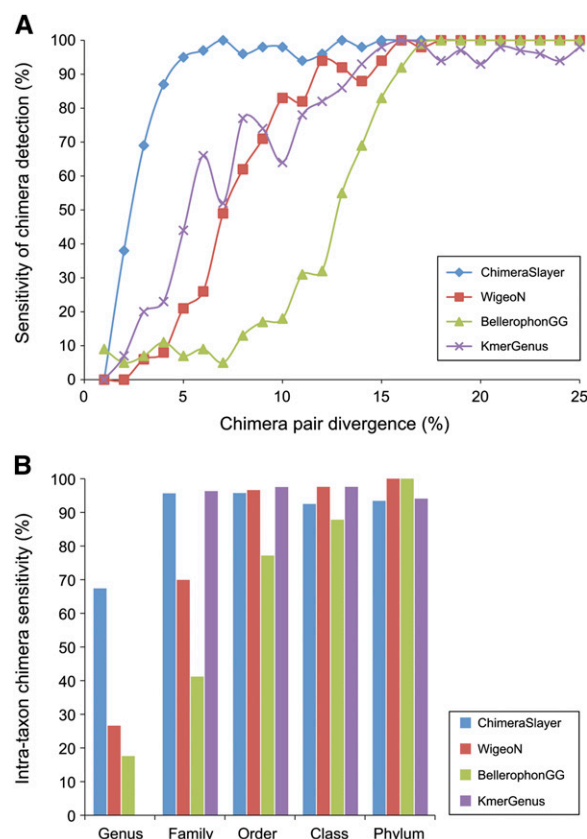 A
Sensitivity of chimera detection (%)
100
90
80
70
60
50
40
30
20
10
0
0 5 10 15 20 25
Chimera pair divergence (%)
ChimeraSlayer
WigeoN
BellerophonGG
KmerGenus
B
Intra-taxon chimera sensitivity (%)
100
90
80
70
60
50
40
30
20
10
0
Genus Family Order Class Phylum
ChimeraSlayer
WigeoN
BellerophonGG
KmerGenus